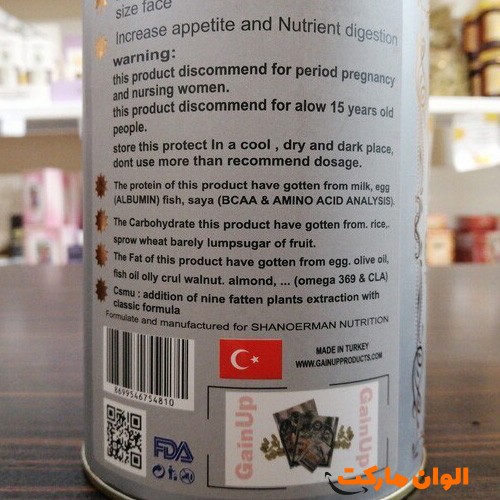 size face
Increase appetite and Nutrient digestion
warning:
this product discommend for period pregnancy
and nursing women.
this product discommend for alow 15 years old
people.
store this protect In a cool , dry and dark place,
dont use more than recommend dosage.
The protein of this product have gotten from milk, egg
(ALBUMIN) fish, saya (BCAA & AMINO ACID ANALYSIS).
The Carbohydrate this product have gotten from. rice,.
sprow wheat barely lumpsugar of fruit.
The Fat of this product have gotten from egg. olive oil,
fish oil olly crul walnut. almond, ... (omega 369 & CLA)
Csmu : addition of nine fatten plants extraction with
classic formula
Formulate and manufactured for SHANOERMAN NUTRITION
MADE IN TURKEY
WWW.GAINUPPRODUCTS.COM
8699546754810
FDA
GainUp
GainUp
الوان مارکت